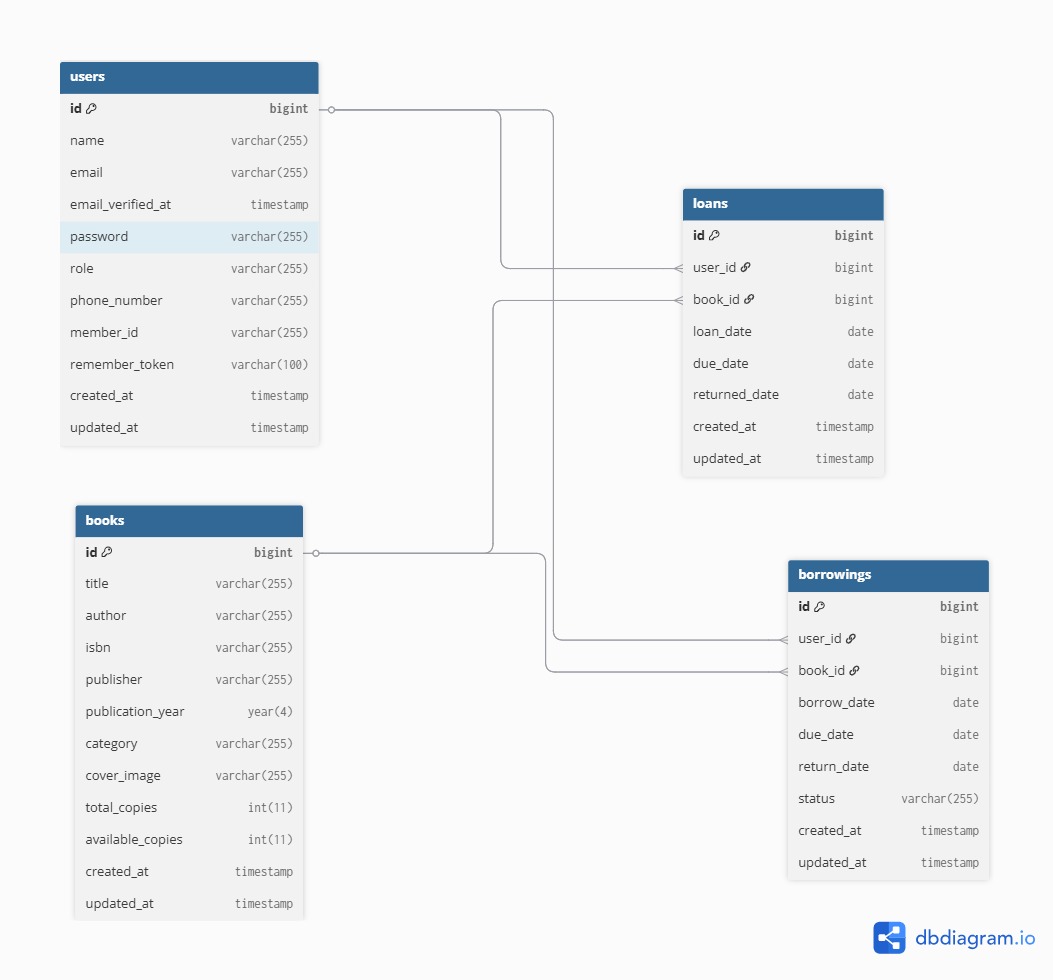 users
id bigint
name varchar(255)
email varchar(255)
email_verified_at timestamp
password varchar(255)
role varchar(255)
phone_number varchar(255)
member_id varchar(255)
remember_token varchar(100)
created_at timestamp
updated_at timestamp
loans
id bigint
user_id bigint
book_id bigint
loan_date date
due_date date
returned_date date
created_at timestamp
updated_at timestamp
books
id bigint
title varchar(255)
author varchar(255)
isbn varchar(255)
publisher varchar(255)
publication_year year(4)
category varchar(255)
cover_image varchar(255)
total_copies int(11)
available_copies int(11)
created_at timestamp
updated_at timestamp
borrowings
id bigint
user_id bigint
book_id bigint
borrow_date date
due_date date
return_date date
status varchar(255)
created_at timestamp
updated_at timestamp
dbdiagram.io